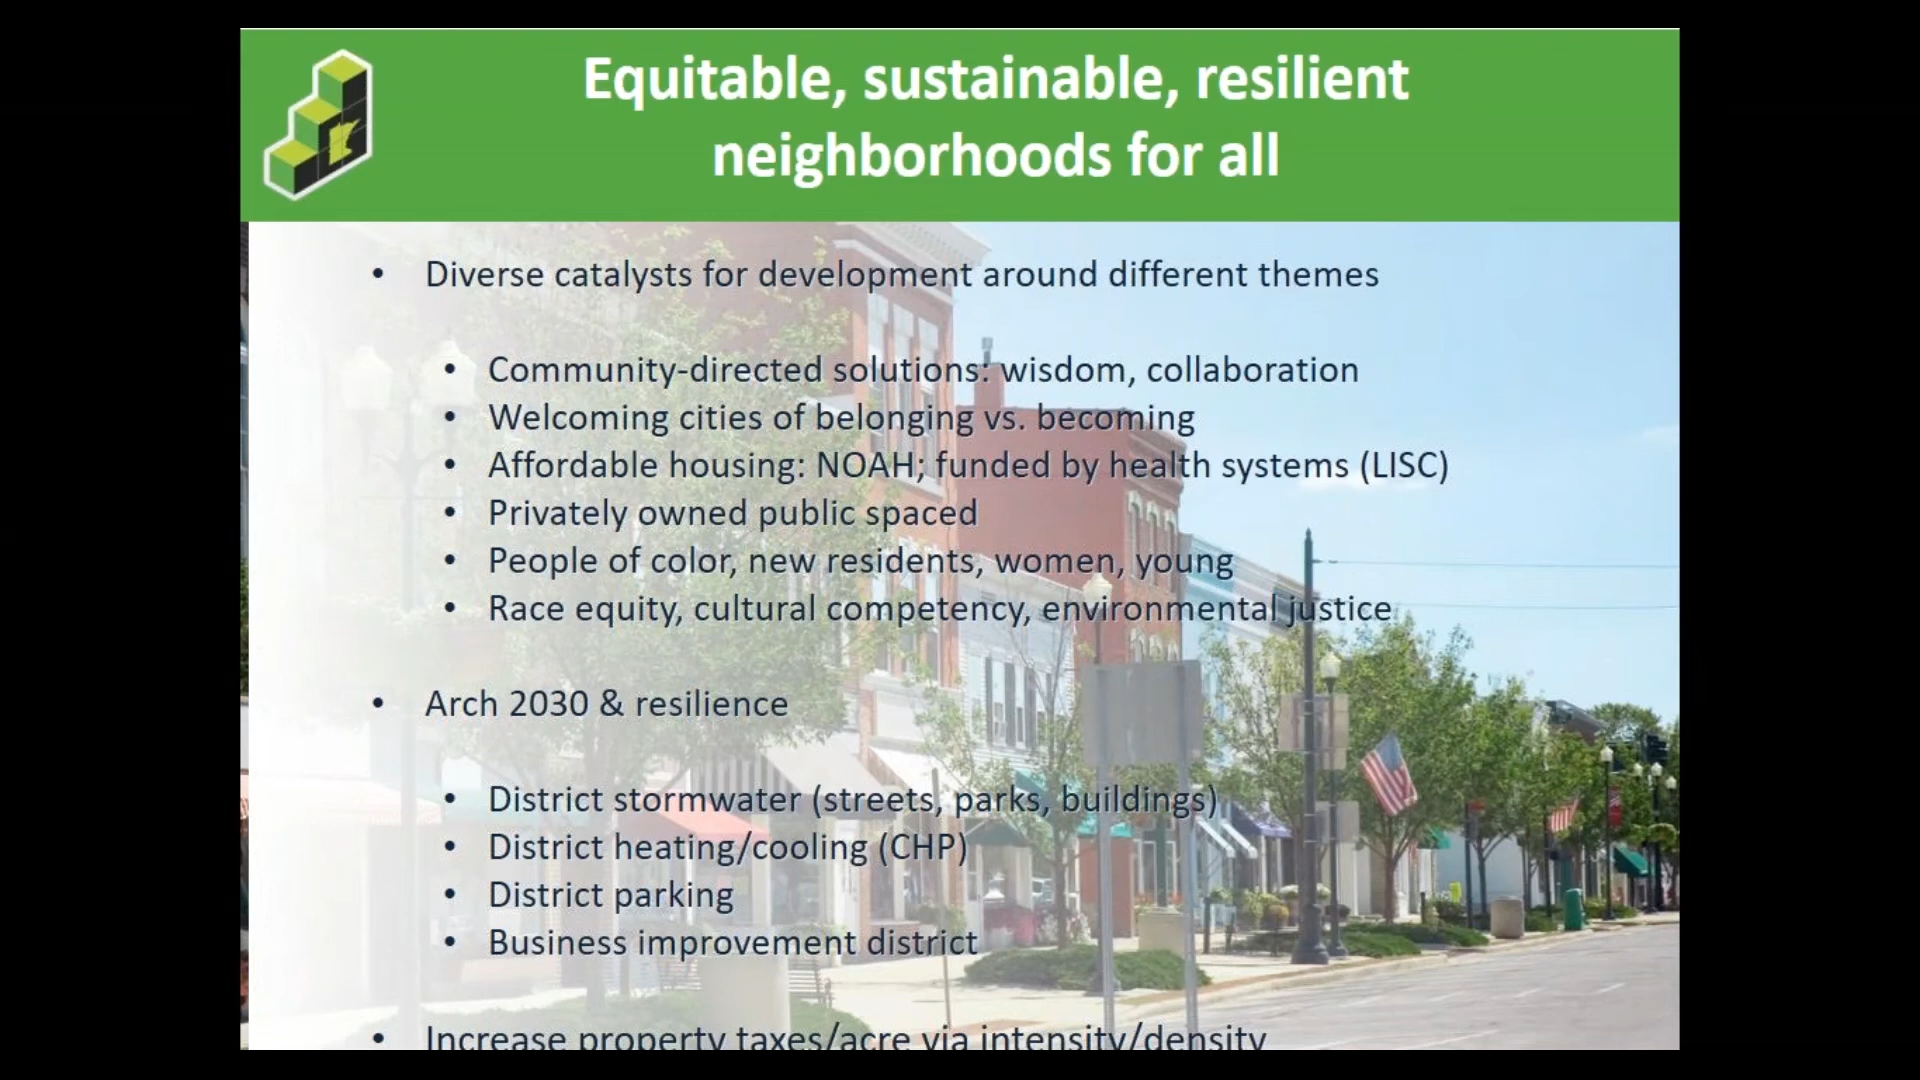 Equitable, sustainable, resilient
neighborhoods for all
• Diverse catalysts for development around different themes
• Community-directed solutions: wisdom, collaboration
• Welcoming cities of belonging vs. becoming
• Affordable housing: NOAH; funded by health systems (LISC)
• Privately owned public spaced
• People of color, new residents, women, young
• Race equity, cultural competency, environmental justice
• Arch 2030 & resilience
• District stormwater (streets, parks, buildings)
• District heating/cooling (CHP)
• District parking
• Business improvement district
• Increase property taxes/acre via intensity/density